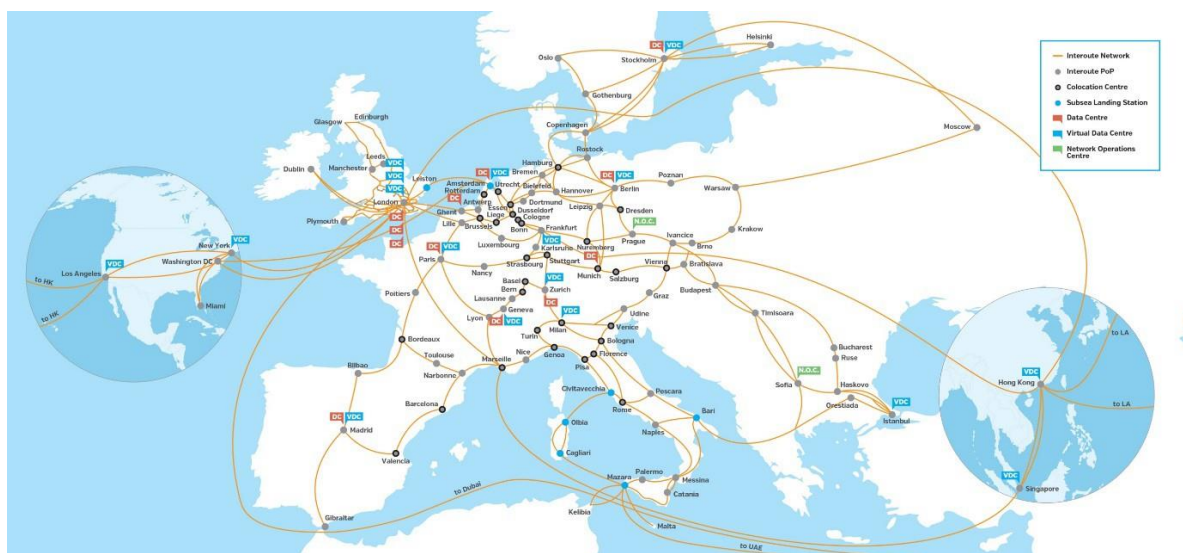 Helsinki
Oslo
Stockholm
DC
VDC
Gothenburg
Moscow
Copenhagen
Glasgow
Edinburgh
Rostock
Hamburg
Bremen
Leeds
VDC
Dublin
Manchester
VDC
VDC
Leiston
London
Plymouth
DC
DC
DC
DC
VDC
Amsterdam
Utrecht
Rotterdam
DC
Antwerp
Ghent
Lille
Brussels
Liege
Essen
Bielefeld
Dortmund
Dusseldorf
Cologne
Bonn
Hannover
DC
VDC
Berlin
Poznan
Warsaw
Leipzig
Dresden
N.O.C.
Prague
Krakow
Frankfurt
VDC
Luxembourg
Karlsruhe
Stuttgart
Strasbourg
Nuremberg
DC
Munich
Salzburg
Vienna
Ivancice
Brno
Bratislava
Budapest
DC
VDC
Paris
Nancy
Basel
Bern
VDC
Zurich
DC
Lausanne
Geneva
Lyon
DC
VDC
Graz
Udine
Venice
VDC
Milan
Turin
Bologna
Genoa
Florence
Pisa
Nice
Marseille
Poitiers
Bordeaux
Toulouse
Narbonne
Bilbao
Barcelona
DC
VDC
Madrid
Valencia
Gibraltar
Timisoara
Bucharest
Ruse
N.O.C.
Sofia
Haskovo
Orestiada
VDC
Istanbul
Civitavecchia
Pescara
Rome
Bari
Naples
Olbia
Cagliari
Palermo
Messina
Mazara
Catania
Kelibia
Malta
to Dubai
to UAE
New York
VDC
Washington DC
VDC
Los Angeles
Miami
to HK
to HK
to LA
VDC
Hong Kong
to LA
VDC
Singapore
Interoute Network
Interoute PoP
Colocation Centre
Subsea Landing Station
Data Centre
Virtual Data Centre
Network Operations
Centre